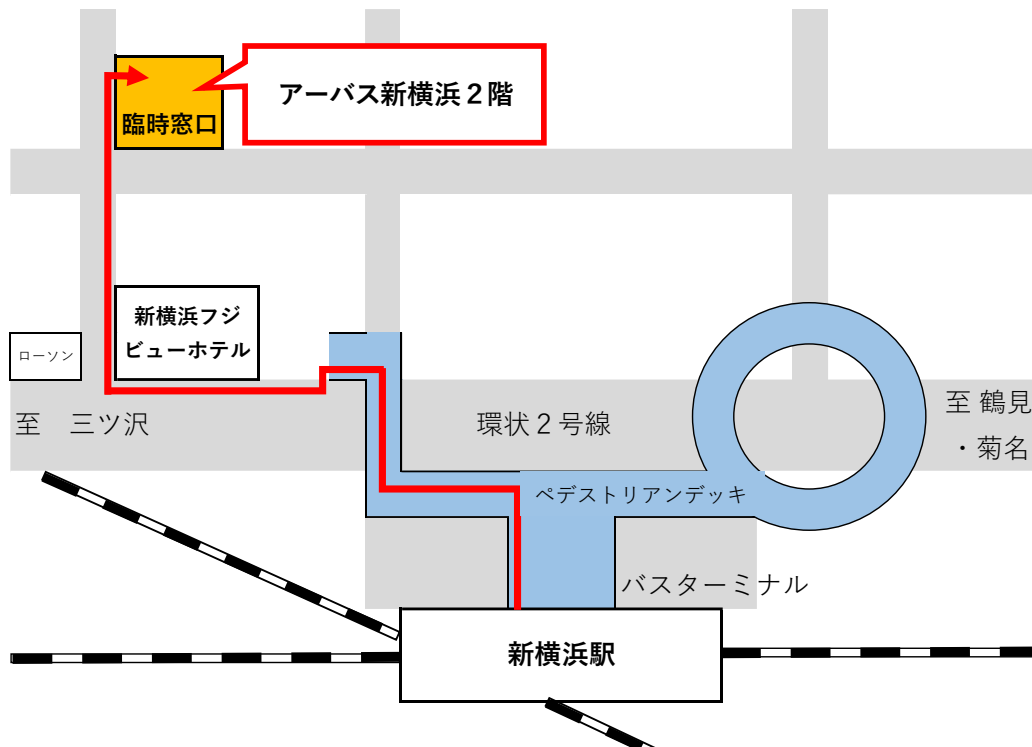 アーバス新横浜２階
臨時窓口
新横浜フジ
ビューホテル
ローソン
至　三ツ沢
環状２号線
至 鶴見
・菊名
ペデストリアンデッキ
バスターミナル
新横浜駅